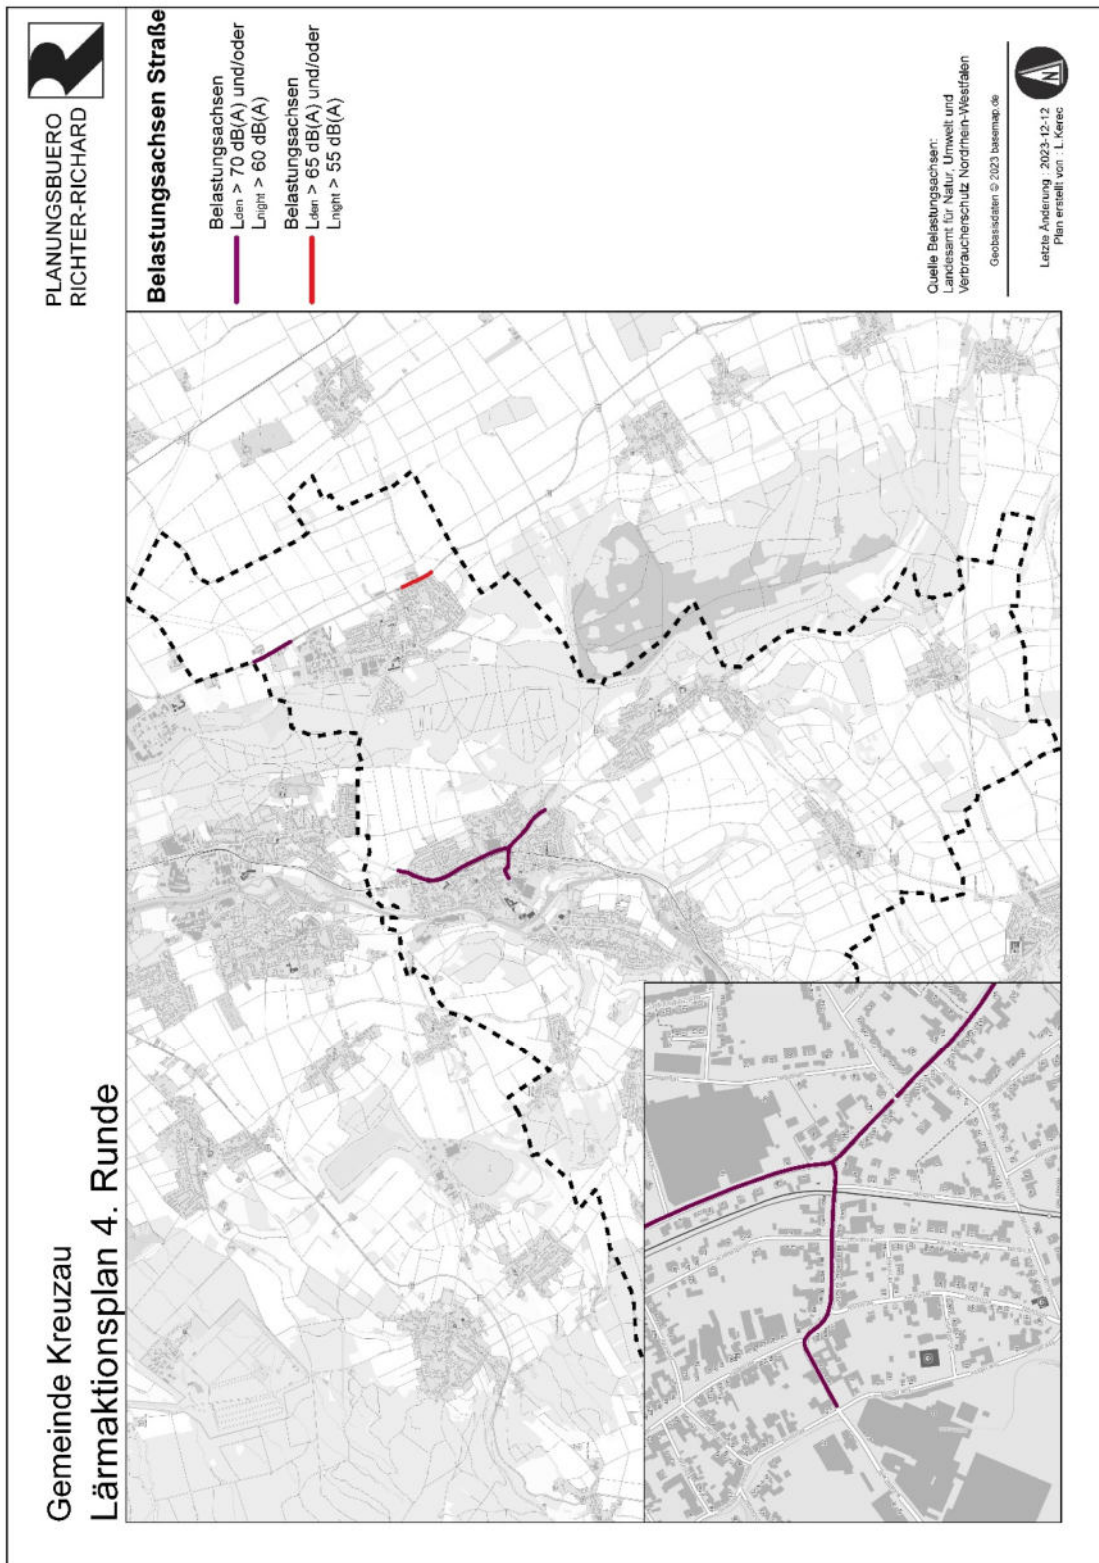 Gemeinde Kreuzau
Lärmaktionsplan 4. Runde
PLANUNGSBUERO
RICHTER-RICHARD
Belastungsachsen Straße
Belastungsachsen
Lden > 70 dB(A) und/oder
Lnight > 60 dB(A)
Belastungsachsen
Lden > 65 dB(A) und/oder
Lnight > 55 dB(A)
Quelle Belastungsachsen:
Landesamt für Natur, Umwelt und
Verbraucherschutz Nordrhein-Westfalen
Geobasisdaten © 2023 basemap.de
N
Letzte Änderung : 2023-12-12
Plan erstellt von : L.Kerec